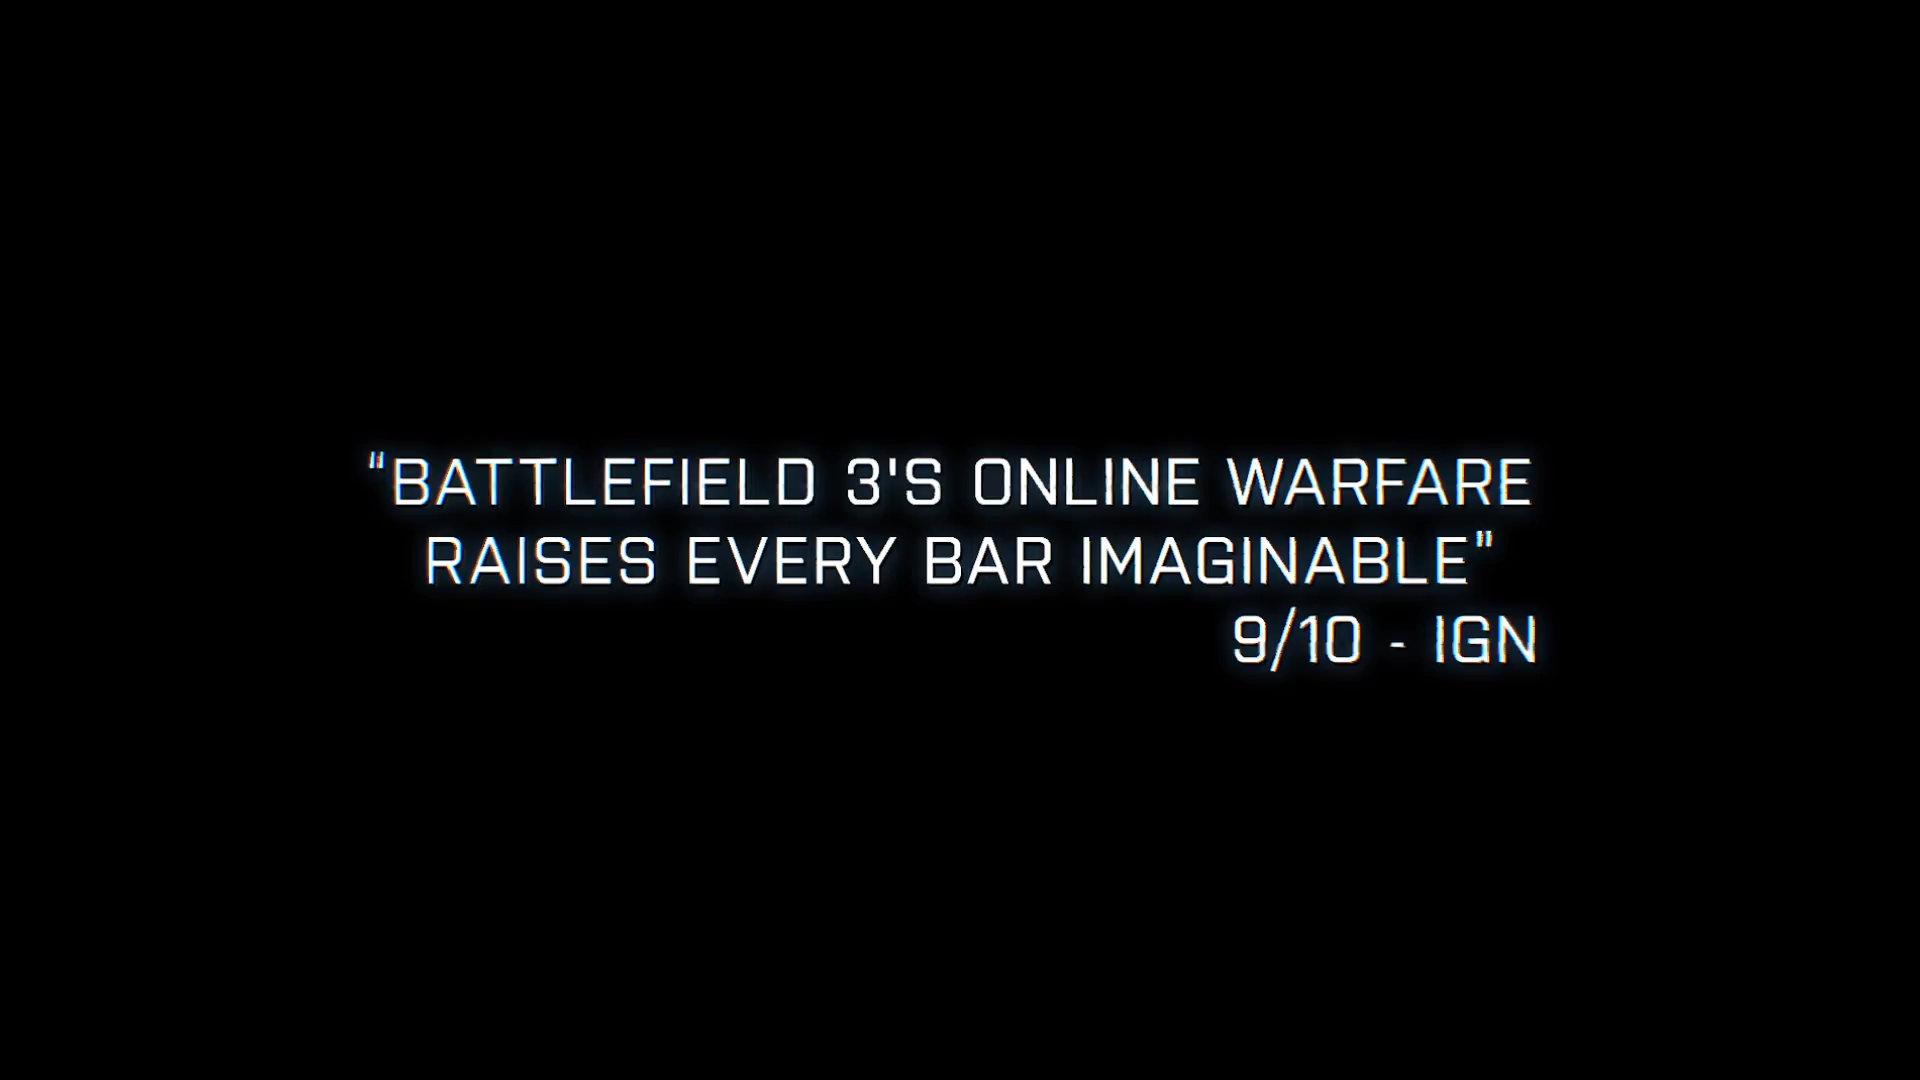 "BATTLEFIELD 3'S ONLINE WARFARE
RAISES EVERY BAR IMAGINABLE"
9/10 - IGN